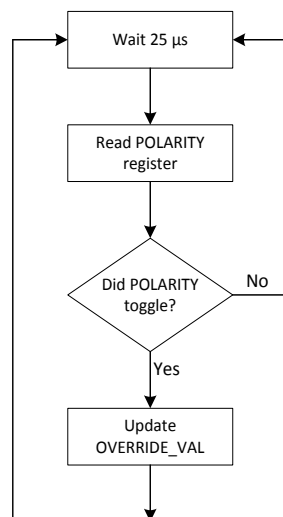 Wait 25 µs
Read POLARITY
register
Did POLARITY
toggle?
No
Yes
Update
OVERRIDE_VAL